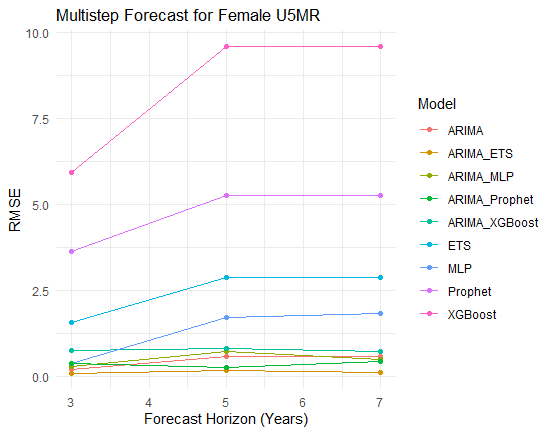 Multistep Forecast for Female U5MR
10.0
7.5
5.0
2.5
0.0
RMSE
3
4
5
6
7
Forecast Horizon (Years)
Model
ARIMA
ARIMA_ETS
ARIMA_MLP
ARIMA_Prophet
ARIMA_XGBoost
ETS
MLP
Prophet
XGBoost